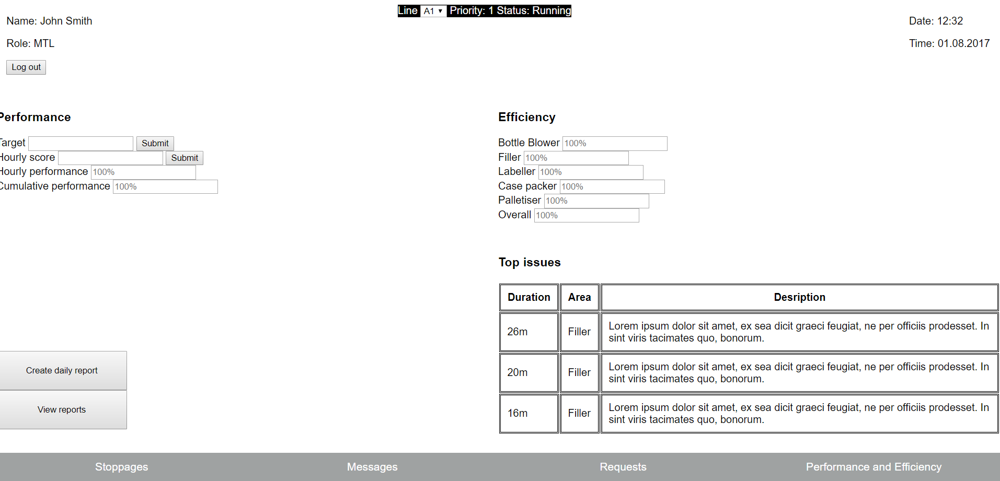 Line A1 Priority: 1 Status: Running
Name: John Smith
Date: 12:32
Role: MTL
Time: 01.08.2017
Log out
Performance
Target Submit
Hourly score Submit
Hourly performance 100%
Cumulative performance 100%
Efficiency
Bottle Blower 100%
Filler 100%
Labeller 100%
Case packer 100%
Palletiser 100%
Overall 100%
Top issues
Duration Area Desription
26m Filler Lorem ipsum dolor sit amet, ex sea dicit graeci feugiat, ne per officiis prodesset. In
sint viris tacimates quo, bonorum.
20m Filler Lorem ipsum dolor sit amet, ex sea dicit graeci feugiat, ne per officiis prodesset. In
sint viris tacimates quo, bonorum.
16m Filler Lorem ipsum dolor sit amet, ex sea dicit graeci feugiat, ne per officiis prodesset. In
sint viris tacimates quo, bonorum.
Create daily report
View reports
Stoppages Messages Requests Performance and Efficiency